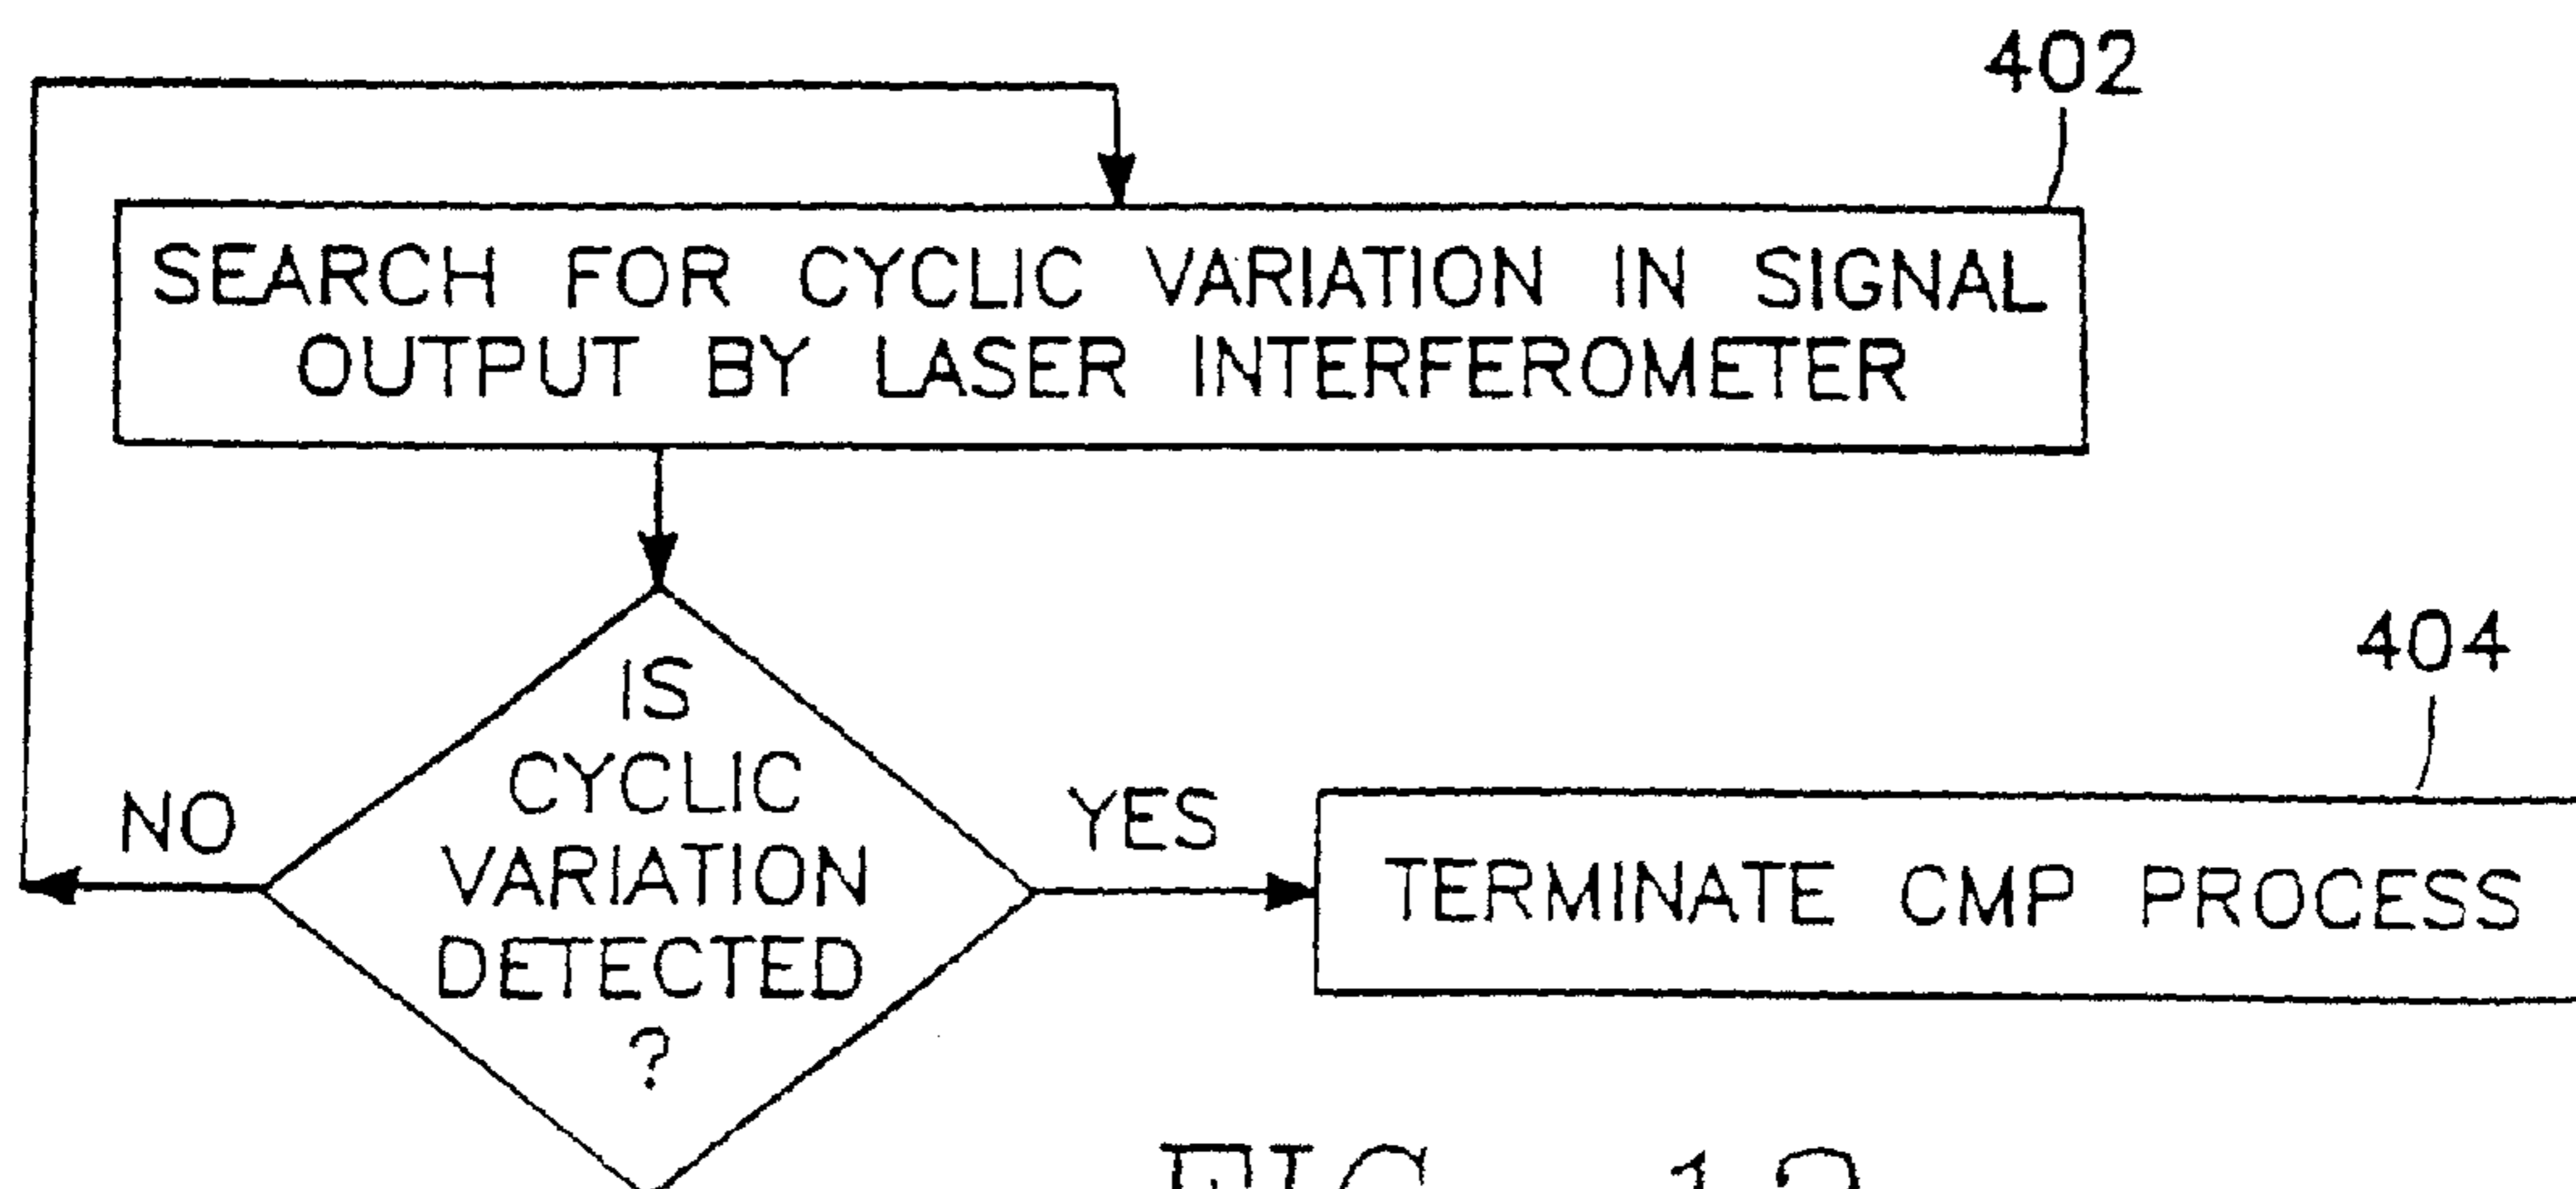 402
SEARCH FOR CYCLIC VARIATION IN SIGNAL
OUTPUT BY LASER INTERFEROMETER
404
IS
CYCLIC
VARIATION
DETECTED
?
NO
YES
TERMINATE CMP PROCESS
FIG.